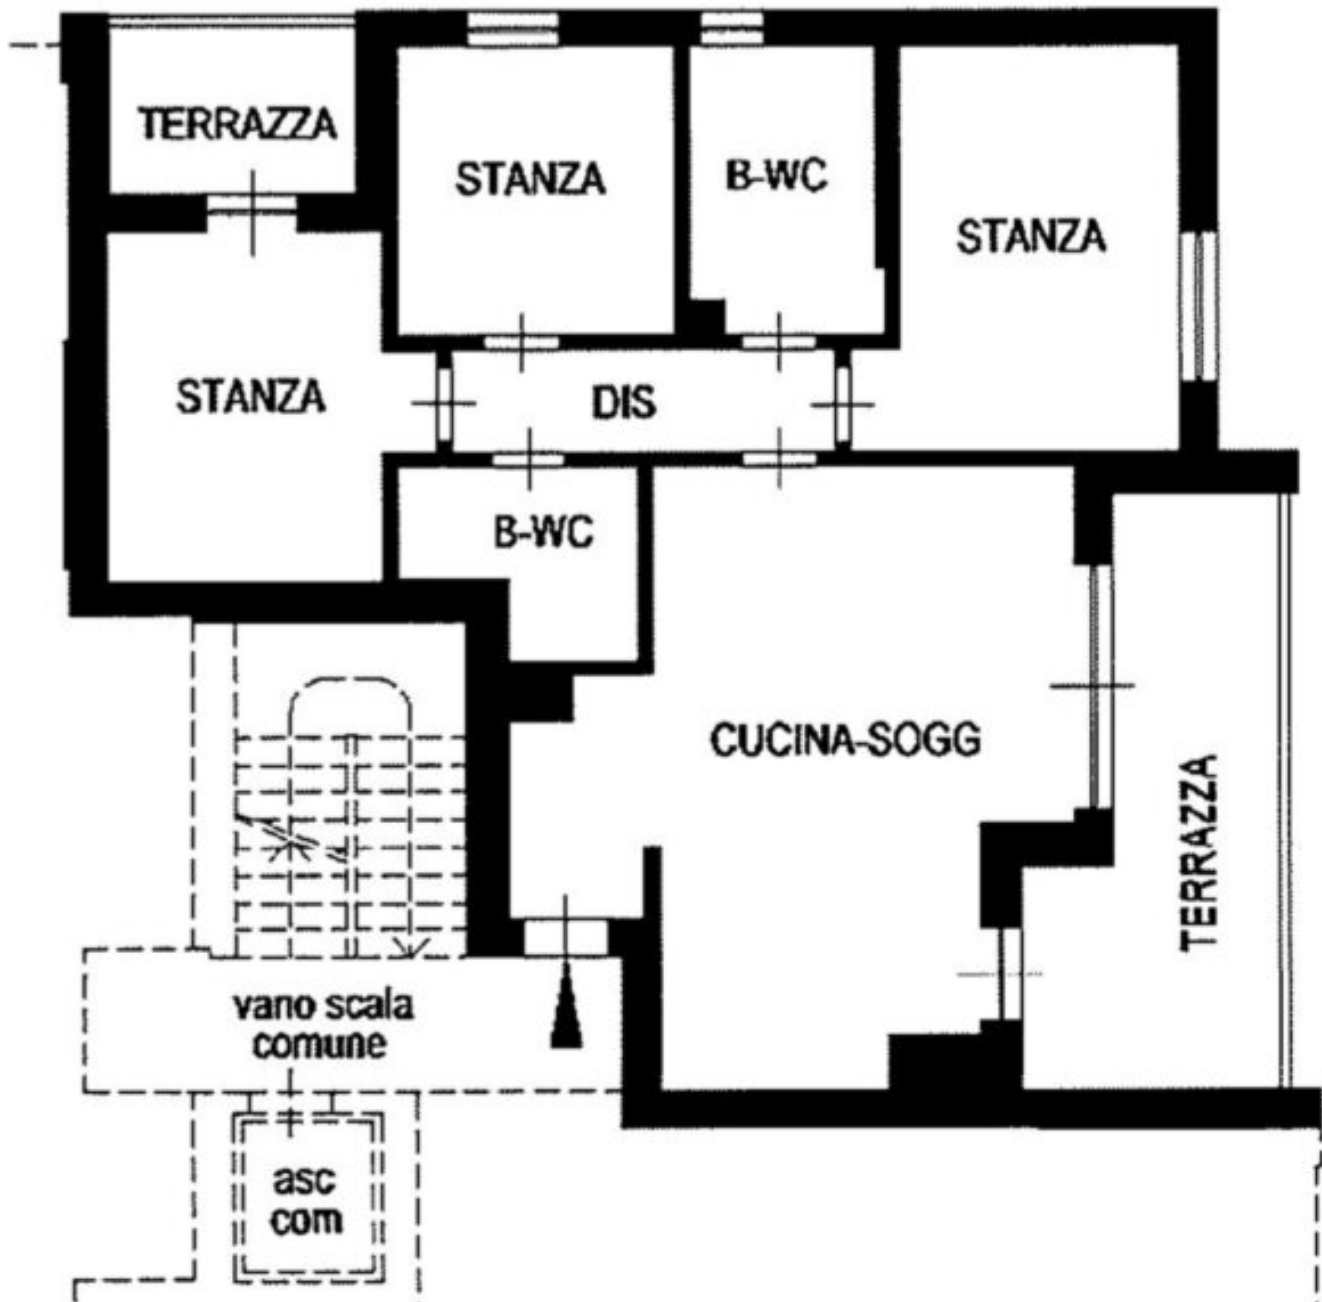 TERRAZZA
STANZA
B-WC
STANZA
STANZA
DIS
B-WC
CUCINA-SOGG
TERRAZZA
vano scala
comune
asc
com